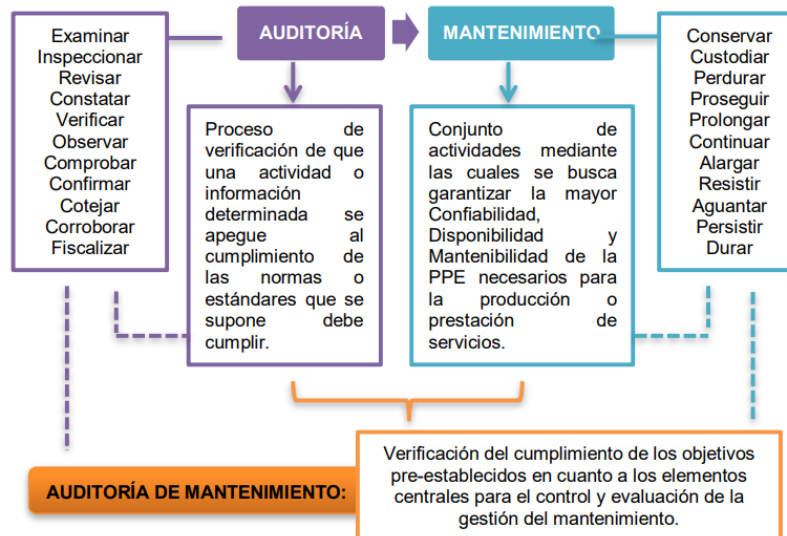 Examinar
Inspeccionar
Revisar
Constatar
Verificar
Observar
Comprobar
Confirmar
Cotejar
Corroborar
Fiscalizar
AUDITORÍA
MANTENIMIENTO
Conservar
Custodiar
Perdurar
Proseguir
Prolongar
Continuar
Alargar
Resistir
Aguantar
Persistir
Durar
Proceso de
verificación de que
una actividad o
información
determinada se
apegue al
cumplimiento de
las normas o
estándares que se
supone debe
cumplir.
Conjunto de
actividades mediante
las cuales se busca
garantizar la mayor
Confiabilidad,
Disponibilidad y
Mantenibilidad de la
PPE necesarios para
la producción o
prestación de
servicios.
AUDITORÍA DE MANTENIMIENTO:
Verificación del cumplimiento de los objetivos
pre-establecidos en cuanto a los elementos
centrales para el control y evaluación de la
gestión del mantenimiento.